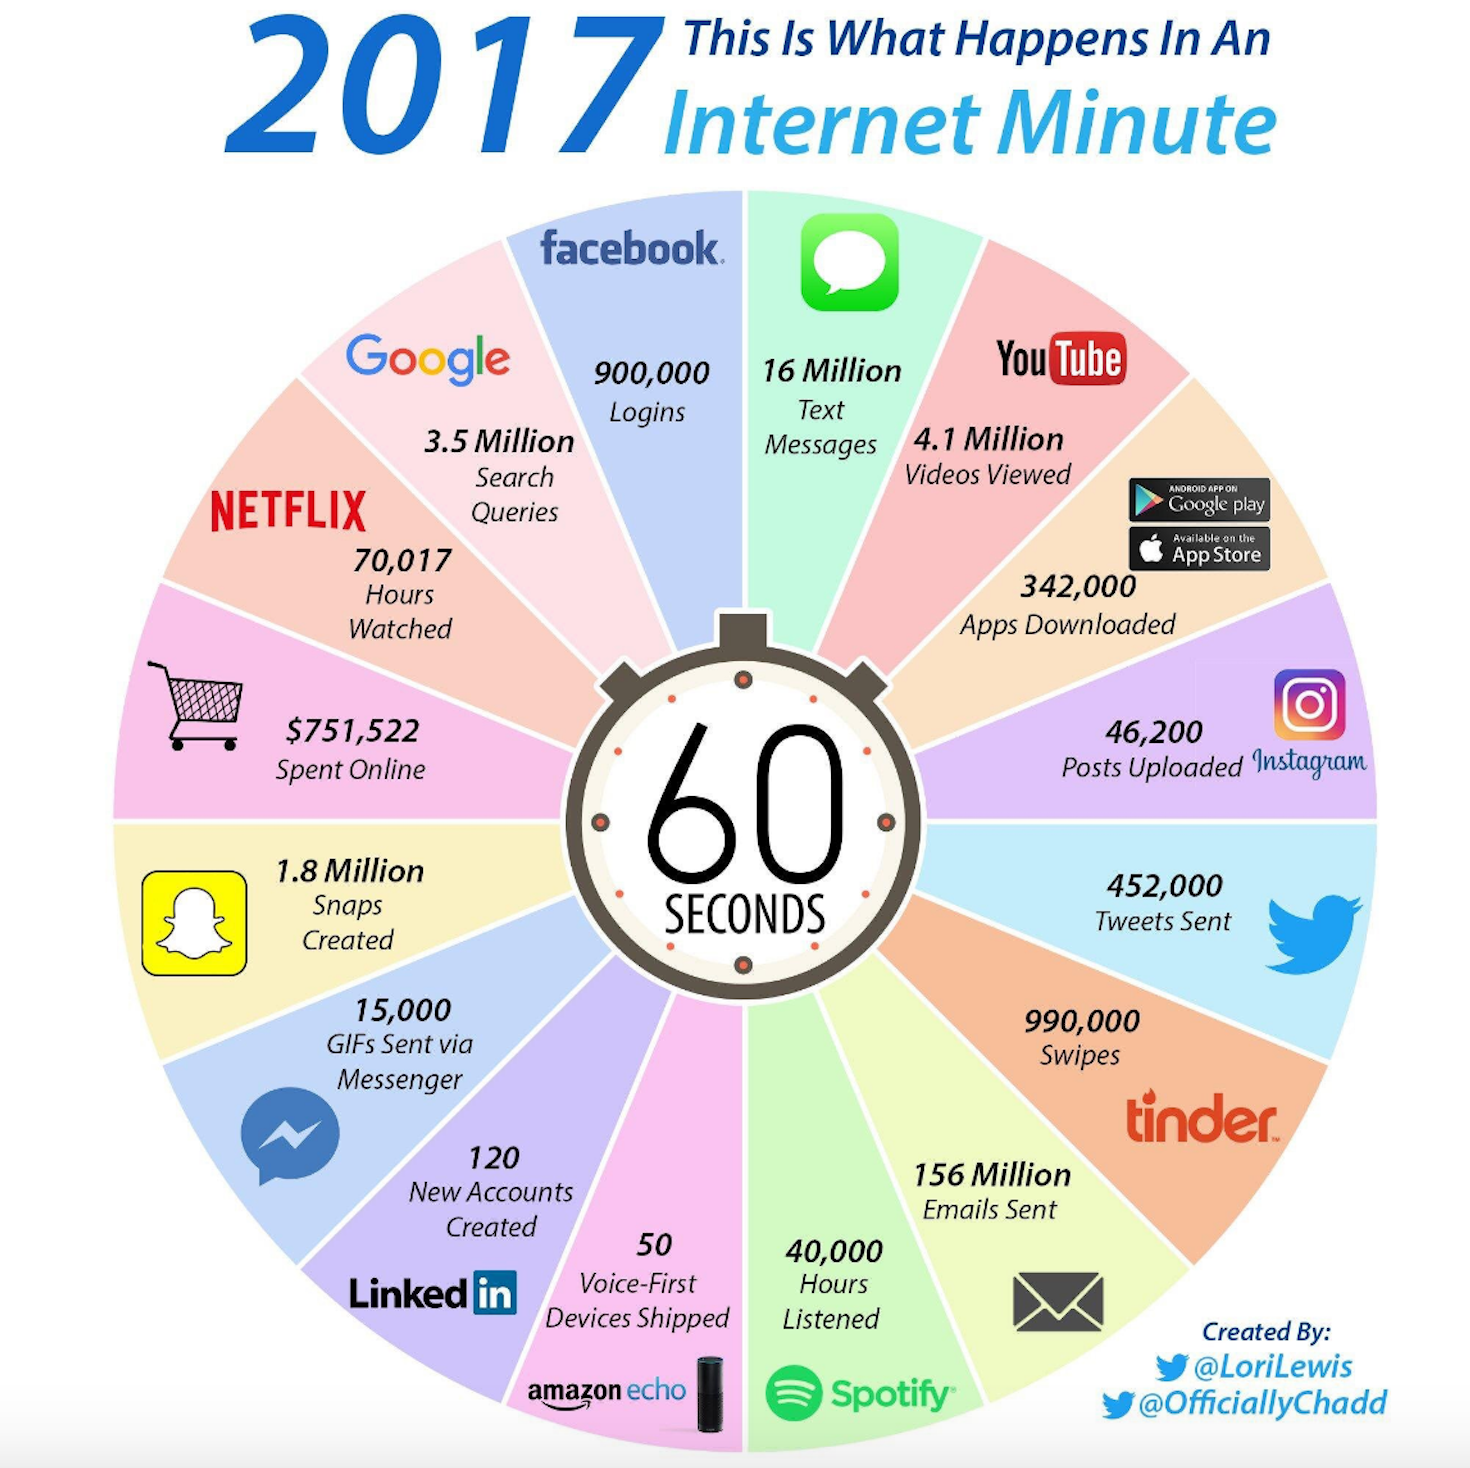 2017 This Is What Happens In An
Internet Minute
facebook
900,000
Logins
16 Million
Text
Messages
YouTube
4.1 Million
Videos Viewed
ANDROID APP ON
Google play
Available on the
App Store
342,000
Apps Downloaded
46,200
Posts Uploaded
Instagram
452,000
Tweets Sent
990,000
Swipes
tinder
156 Million
Emails Sent
40,000
Hours
Listened
Spotify
50
Voice-First
Devices Shipped
amazon echo
120
New Accounts
Created
Linked in
15,000
GIFs Sent via
Messenger
1.8 Million
Snaps
Created
$751,522
Spent Online
NETFLIX
70,017
Hours
Watched
Google
3.5 Million
Search
Queries
60
SECONDS
Created By:
@LoriLewis
@OfficiallyChadd